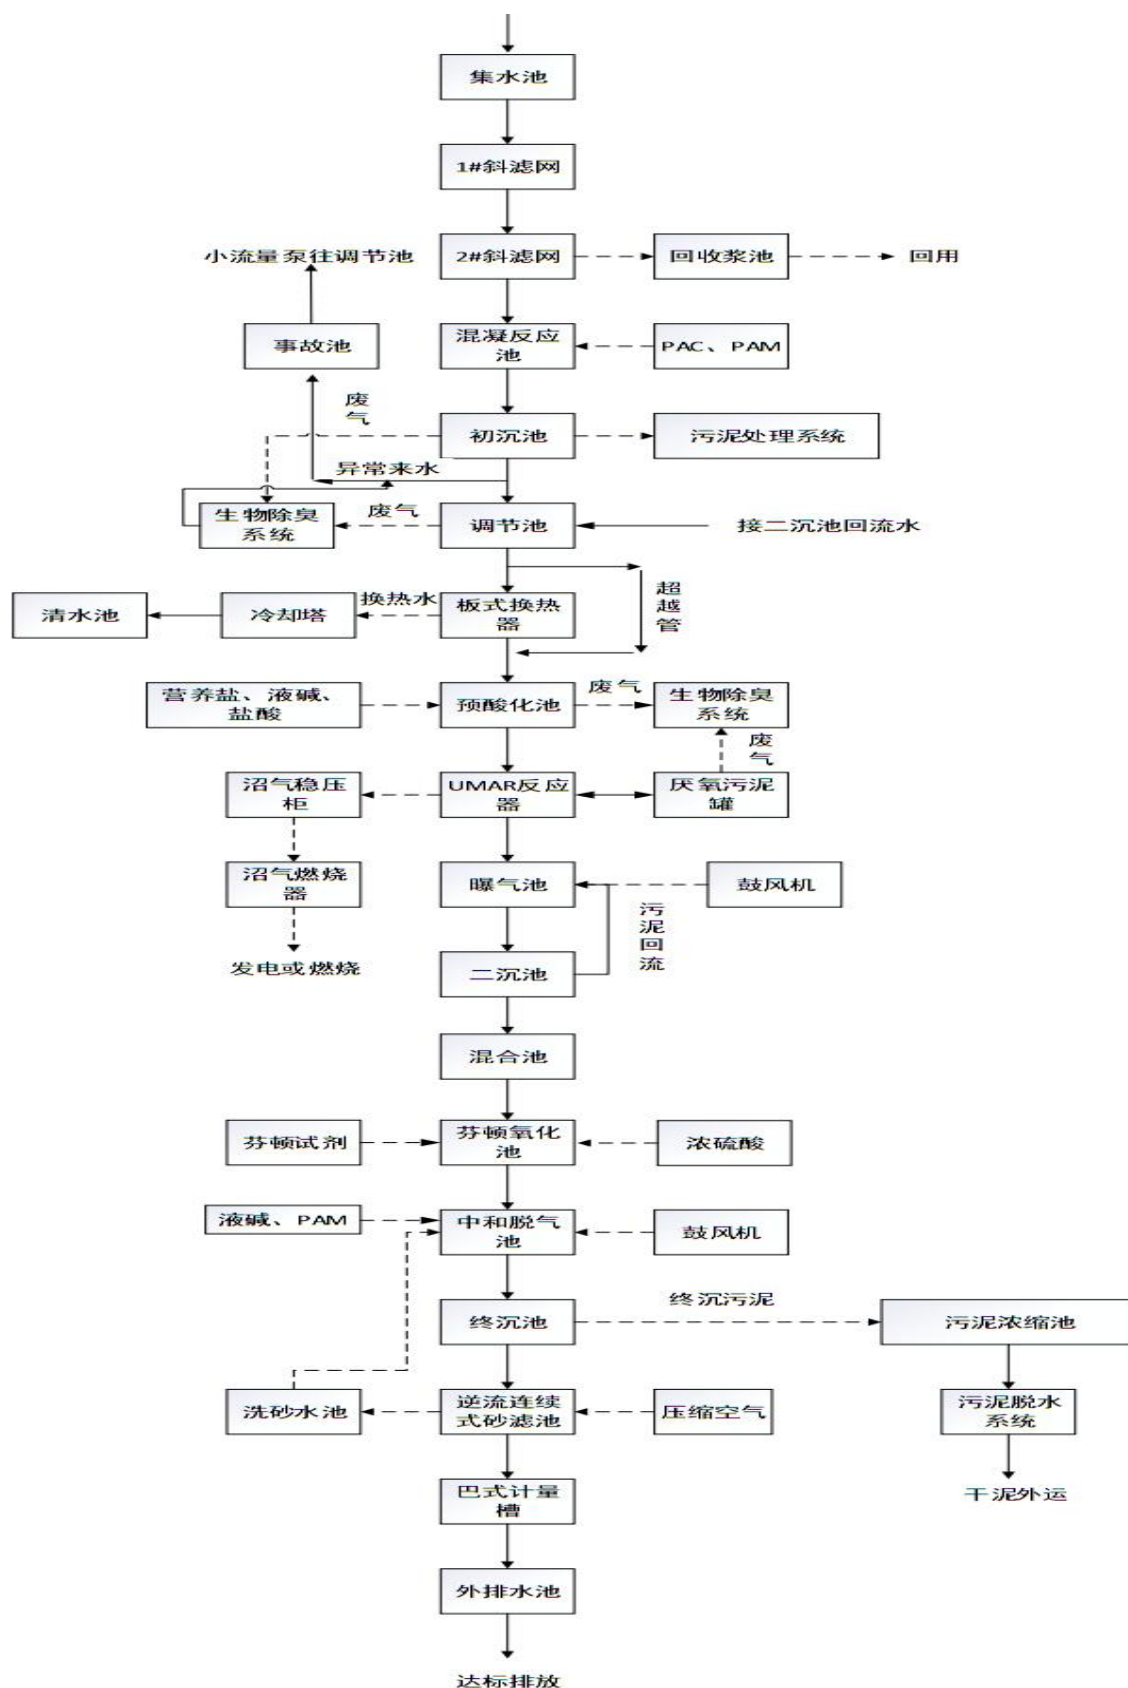 集水池
1#斜滤网
小流量泵往调节池
2#斜滤网
回收浆池
回用
事故池
混凝反应
池
PAC、PAM
废
气
初沉池
污泥处理系统
异常来水
生物除臭
系统
废气
调节池
接二沉池回流水
超
越
管
清水池
冷却塔
换热水
板式换热
器
营养盐、液碱、
盐酸
预酸化池
废气
生物除臭
系统
废
气
沼气稳压
柜
UMAR反应
器
厌氧污泥
罐
沼气燃烧
器
曝气池
鼓风机
污
泥
回
流
发电或燃烧
二沉池
混合池
芬顿试剂
芬顿氧化
池
浓硫酸
液碱、PAM
中和脱气
池
鼓风机
终沉池
终沉污泥
污泥浓缩池
洗砂水池
逆流连续
式砂滤池
压缩空气
污泥脱水
系统
巴式计量
槽
干泥外运
外排水池
达标排放